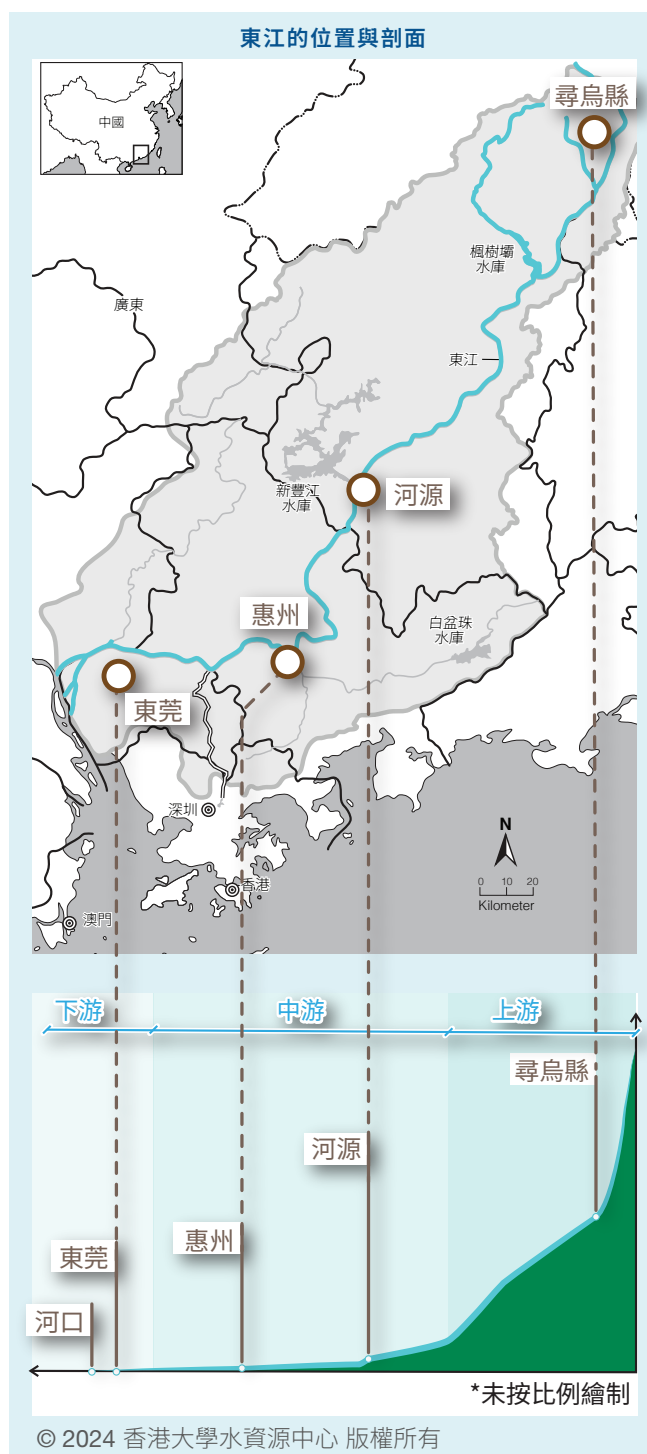 東江的位置與剖面
中國
尋烏縣
楓樹壩
水庫
廣東
東江
新豐江
水庫
河源
惠州
白盆珠
水庫
東莞
深圳
香港
澳門
N
0 10 20
Kilometer
下游
中游
上游
尋烏縣
河源
惠州
東莞
河口
*未按比例繪制
© 2024 香港大學水資源中心 版權所有